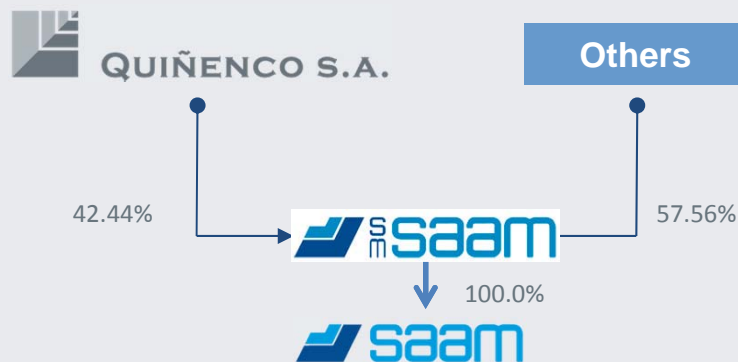 QUIÑENCO S.A.
Others
42.44%
57.56%
SM saam
100.0%
saam